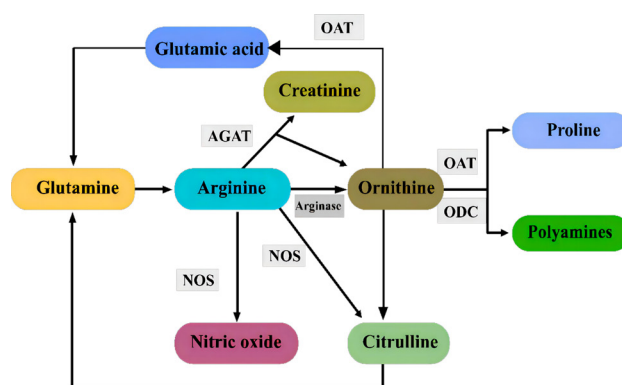 OAT
Glutamic acid
Creatinine
AGAT
Proline
OAT
Glutamine
Arginine
Ornithine
Arginase
ODC
Polyamines
NOS
NOS
Nitric oxide
Citrulline